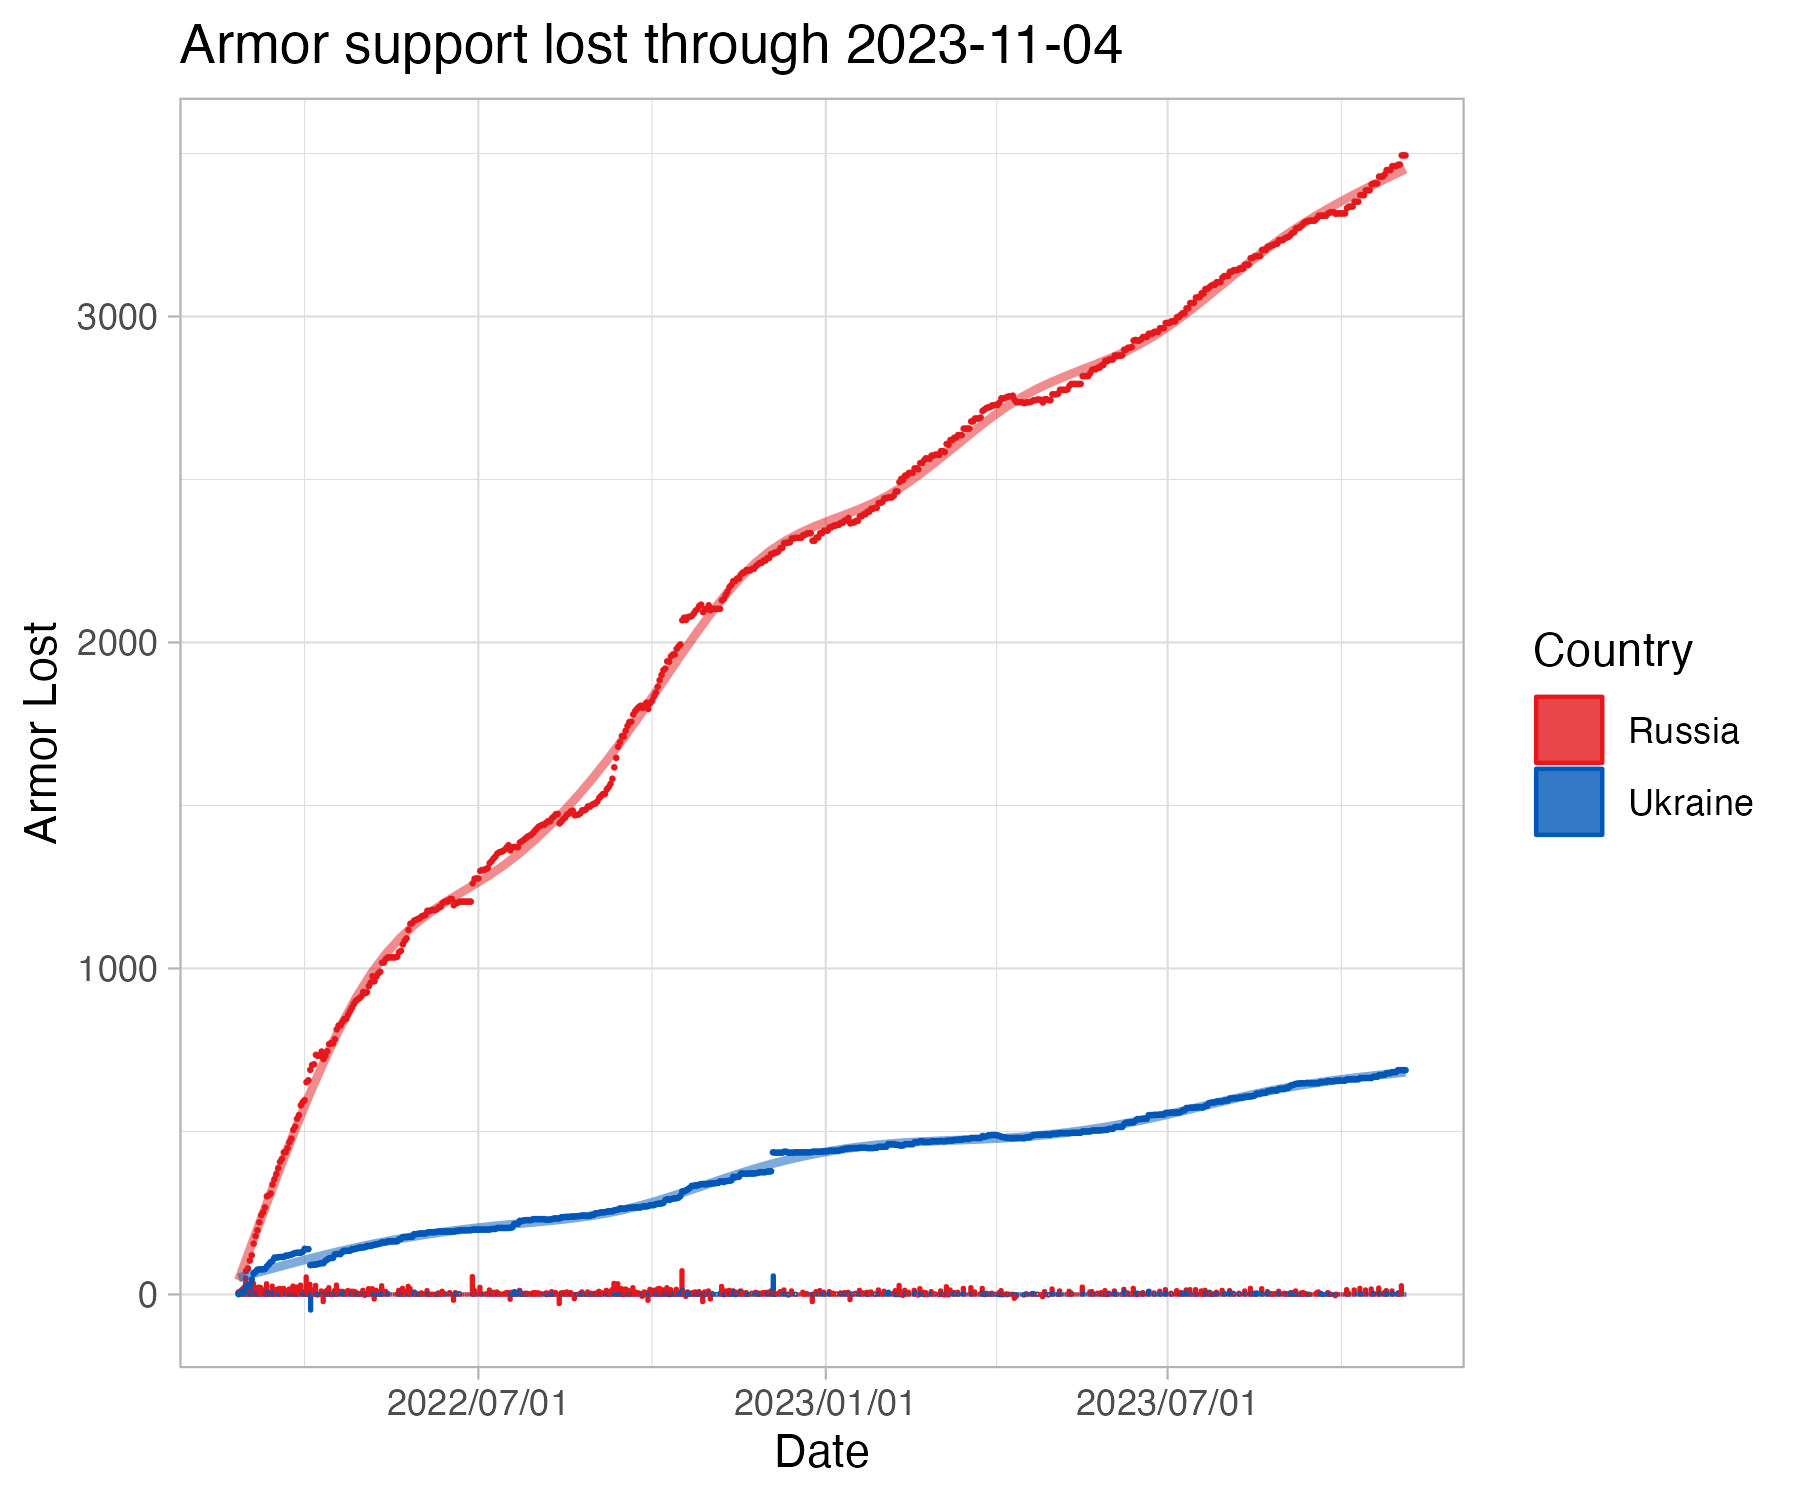 Armor support lost through 2023-11-04
Armor Lost
3000
2000
1000
0
2022/07/01
2023/01/01
2023/07/01
Date
Country
Russia
Ukraine